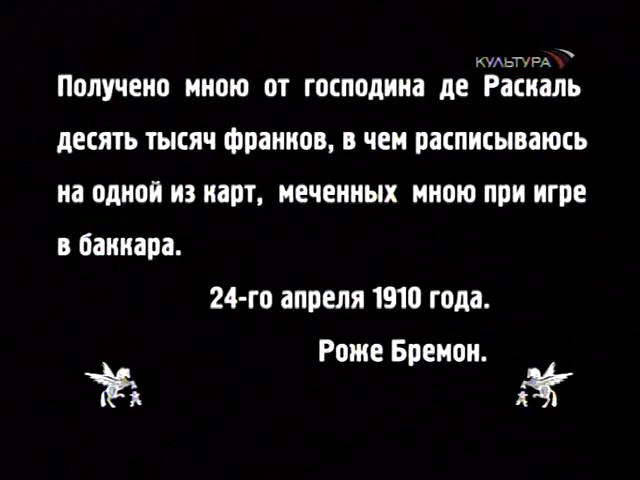 КУЛЬТУРА
Получено мною от господина де Раскаль
десять тысяч франков, в чем расписываюсь
на одной из карт, меченных мною при игре
в баккара.
24-го апреля 1910 года.
Роже Бремон.